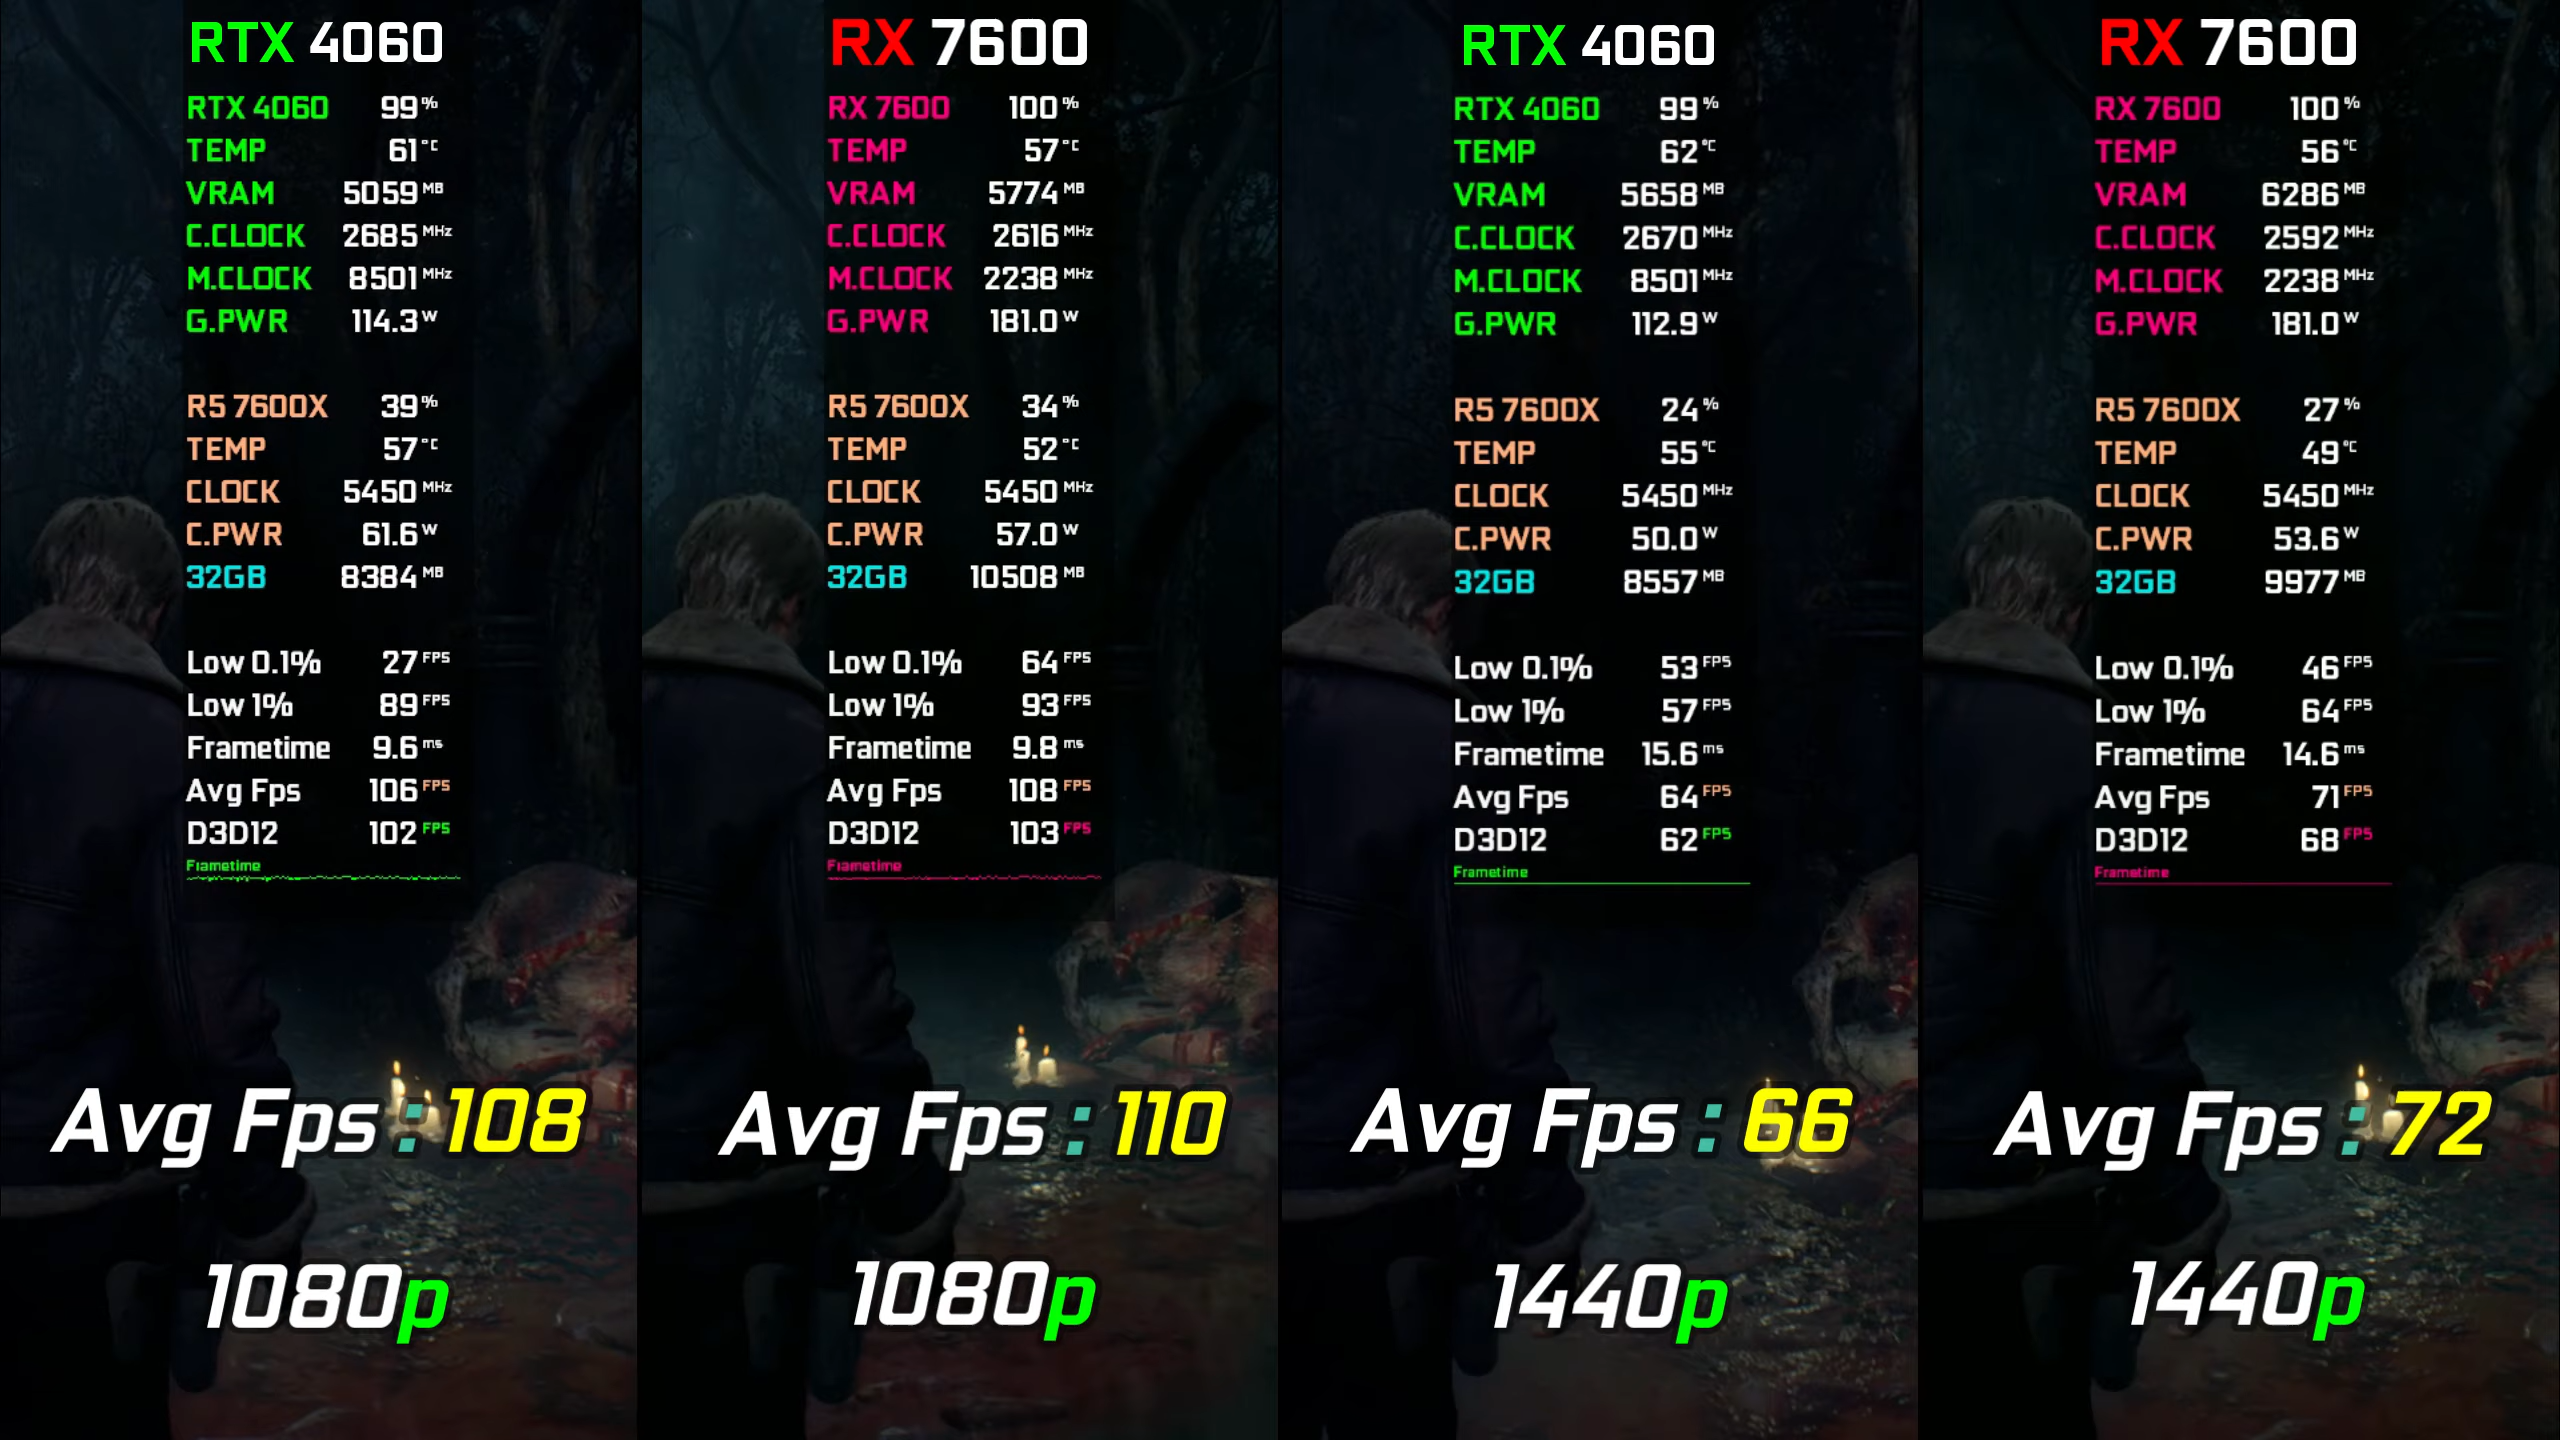 RTX 4060
RTX 4060 99%
TEMP 61°C
VRAM 5059 MB
C.CLOCK 2685 MHz
M.CLOCK 8501 MHz
G.PWR 114.3 W
R5 7600X 39%
TEMP 57°C
CLOCK 5450 MHz
C.PWR 61.6 W
32GB 8384 MB
Low 0.1% 27 FPS
Low 1% 89 FPS
Frametime 9.6 ms
Avg Fps 106 FPS
D3D12 102 FPS
Frametime
Avg Fps : 108
1080p
RX 7600
RX 7600 100%
TEMP 57°C
VRAM 5774 MB
C.CLOCK 2616 MHz
M.CLOCK 2238 MHz
G.PWR 181.0 W
R5 7600X 34%
TEMP 52°C
CLOCK 5450 MHz
C.PWR 57.0 W
32GB 10508 MB
Low 0.1% 64 FPS
Low 1% 93 FPS
Frametime 9.8 ms
Avg Fps 108 FPS
D3D12 103 FPS
Frametime
Avg Fps : 110
1080p
RTX 4060
RTX 4060 99%
TEMP 62°C
VRAM 5658 MB
C.CLOCK 2670 MHz
M.CLOCK 8501 MHz
G.PWR 112.9 W
R5 7600X 24%
TEMP 55°C
CLOCK 5450 MHz
C.PWR 50.0 W
32GB 8557 MB
Low 0.1% 53 FPS
Low 1% 57 FPS
Frametime 15.6 ms
Avg Fps 64 FPS
D3D12 62 FPS
Frametime
Avg Fps : 66
1440p
RX 7600
RX 7600 100%
TEMP 56°C
VRAM 6286 MB
C.CLOCK 2592 MHz
M.CLOCK 2238 MHz
G.PWR 181.0 W
R5 7600X 27%
TEMP 49°C
CLOCK 5450 MHz
C.PWR 53.6 W
32GB 9977 MB
Low 0.1% 46 FPS
Low 1% 64 FPS
Frametime 14.6 ms
Avg Fps 71 FPS
D3D12 68 FPS
Frametime
Avg Fps : 72
1440p